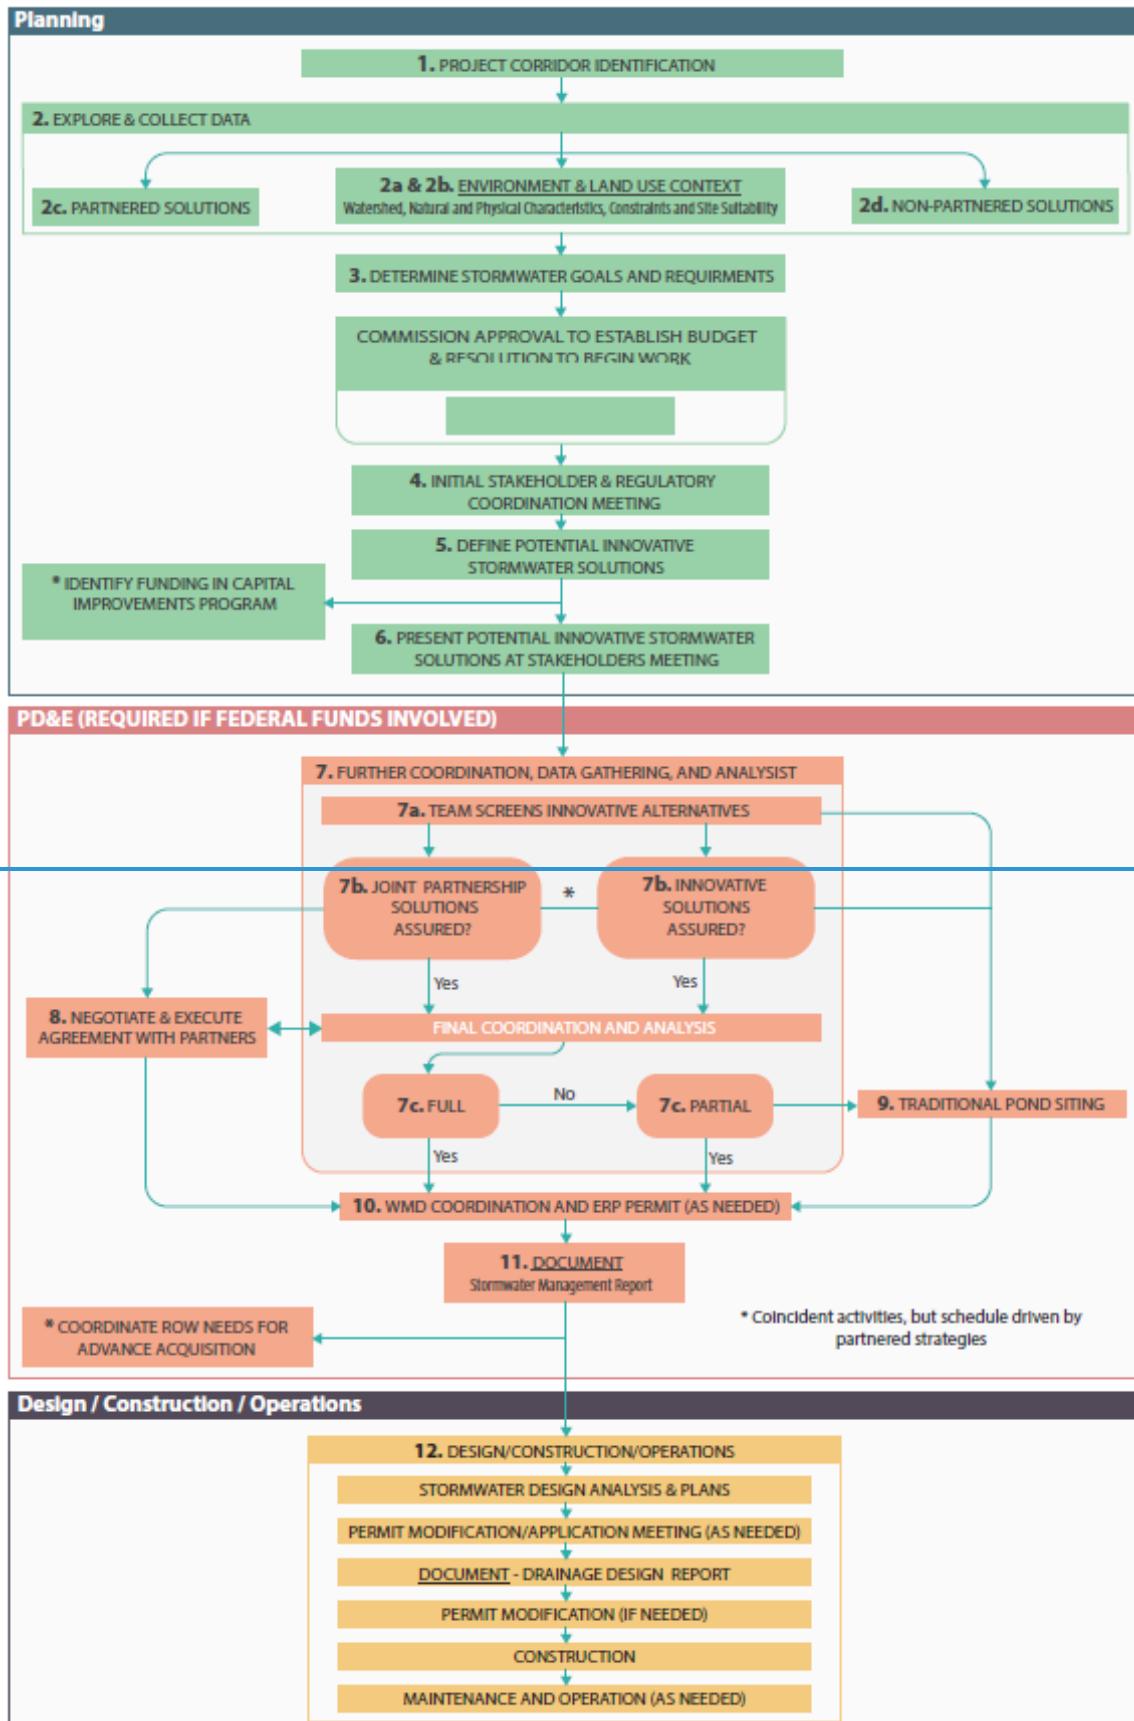 Planning
1. PROJECT CORRIDOR IDENTIFICATION
2. EXPLORE & COLLECT DATA
2c. PARTNERED SOLUTIONS
2a & 2b. ENVIRONMENT & LAND USE CONTEXT
Watershed, Natural and Physical Characteristics, Constraints and Site Suitability
2d. NON-PARTNERED SOLUTIONS
3. DETERMINE STORMWATER GOALS AND REQUIRMENTS
COMMISSION APPROVAL TO ESTABLISH BUDGET
& RESOLUTION TO BEGIN WORK
4. INITIAL STAKEHOLDER & REGULATORY
COORDINATION MEETING
5. DEFINE POTENTIAL INNOVATIVE
STORMWATER SOLUTIONS
* IDENTIFY FUNDING IN CAPITAL
IMPROVEMENTS PROGRAM
6. PRESENT POTENTIAL INNOVATIVE STORMWATER
SOLUTIONS AT STAKEHOLDERS MEETING
PD&E (REQUIRED IF FEDERAL FUNDS INVOLVED)
7. FURTHER COORDINATION, DATA GATHERING, AND ANALYSIST
7a. TEAM SCREENS INNOVATIVE ALTERNATIVES
7b. JOINT PARTNERSHIP
SOLUTIONS
ASSURED?
*
7b. INNOVATIVE
SOLUTIONS
ASSURED?
Yes
Yes
8. NEGOTIATE & EXECUTE
AGREEMENT WITH PARTNERS
FINAL COORDINATION AND ANALYSIS
7c. FULL
No
7c. PARTIAL
9. TRADITIONAL POND SITING
Yes
Yes
10. WMD COORDINATION AND ERP PERMIT (AS NEEDED)
11. DOCUMENT
Stormwater Management Report
* COORDINATE ROW NEEDS FOR
ADVANCE ACQUISITION
* Coincident activities, but schedule driven by
partnered strategies
Design / Construction / Operations
12. DESIGN/CONSTRUCTION/OPERATIONS
STORMWATER DESIGN ANALYSIS & PLANS
PERMIT MODIFICATION/APPLICATION MEETING (AS NEEDED)
DOCUMENT - DRAINAGE DESIGN REPORT
PERMIT MODIFICATION (IF NEEDED)
CONSTRUCTION
MAINTENANCE AND OPERATION (AS NEEDED)